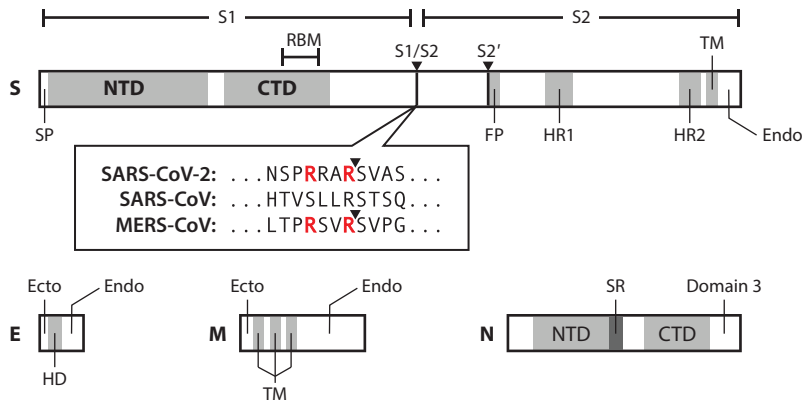 S1 S2
RBM S1/S2 S2′ TM
S NTD CTD
SP FP HR1 HR2 Endo
SARS-CoV-2: ...NSPRRARSVAS...
SARS-CoV: ...HTVSLLRSTSQ...
MERS-CoV: ...LTPRSVRSVPG...
Ecto Endo Ecto Endo SR Domain 3
E M N NTD CTD
HD TM